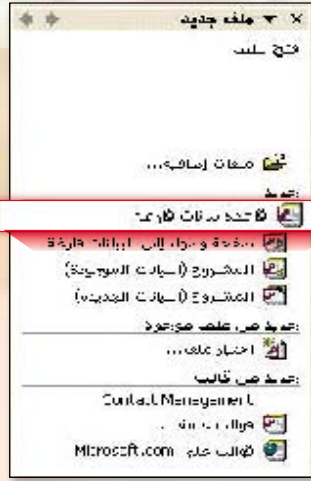 ملف جديد
فتح ملف
ملفات إضافية...
جديد
قاعدة بيانات فارغة
صفحة وصول إلى البيانات فارغة
المشروع (البيانات الموجودة)
المشروع (البيانات الجديدة)
جديد من ملف موجود
اختيار ملف...
جديد من قالب
Contact Management
قوالب عامة...
قوالب على Microsoft.com